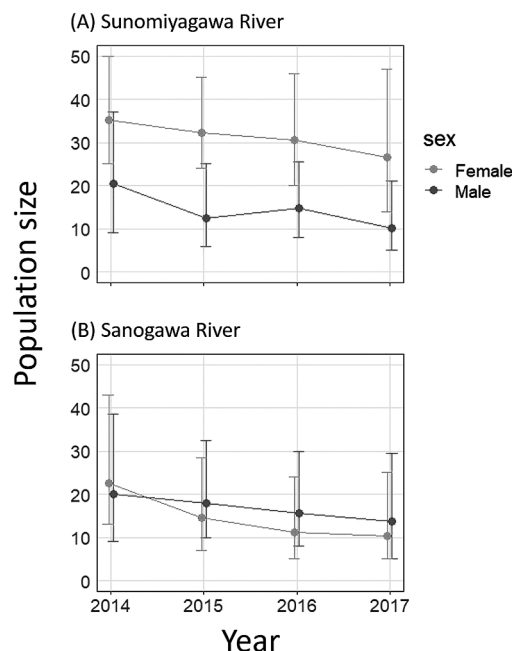 (A) Sunomiyagawa River
50
40
30
20
10
0
sex
Female
Male
Population size
(B) Sanogawa River
50
40
30
20
10
0
2014 2015 2016 2017
Year